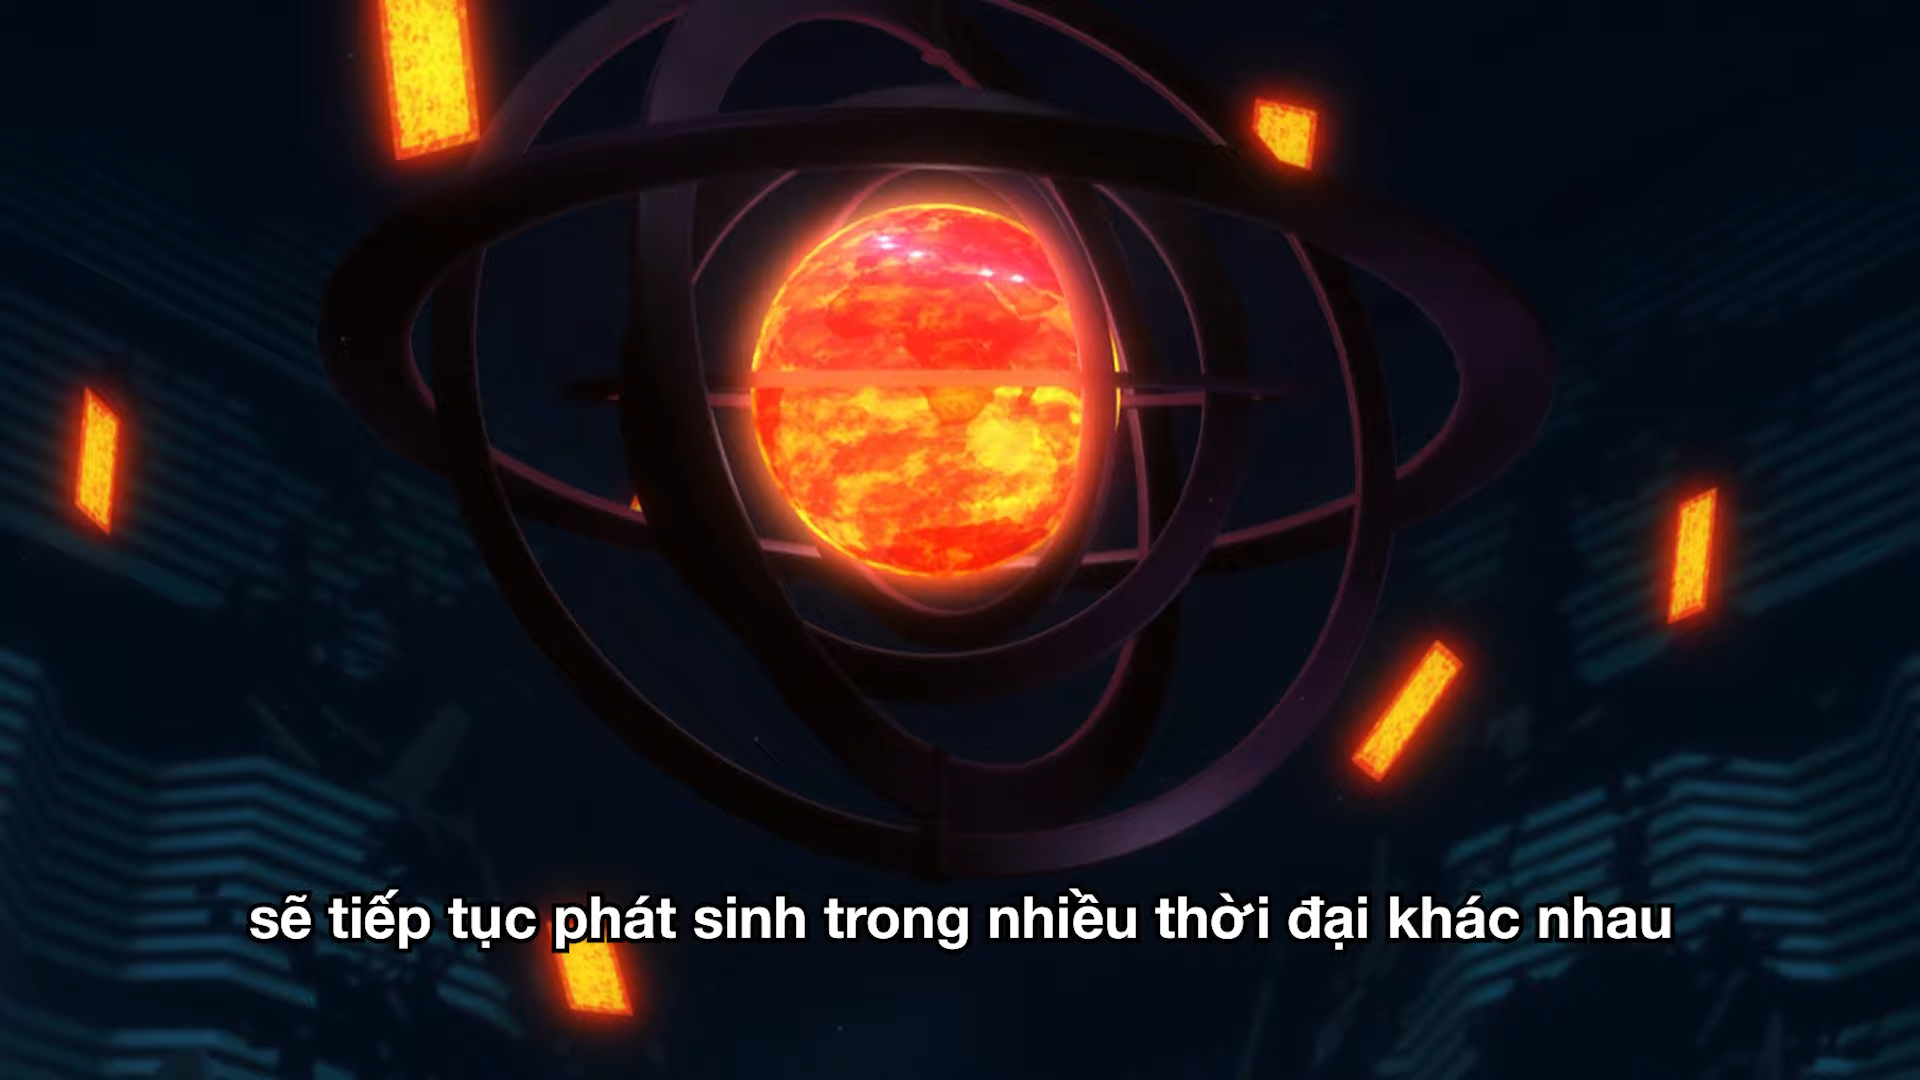 sẽ tiếp tục phát sinh trong nhiều thời đại khác nhau